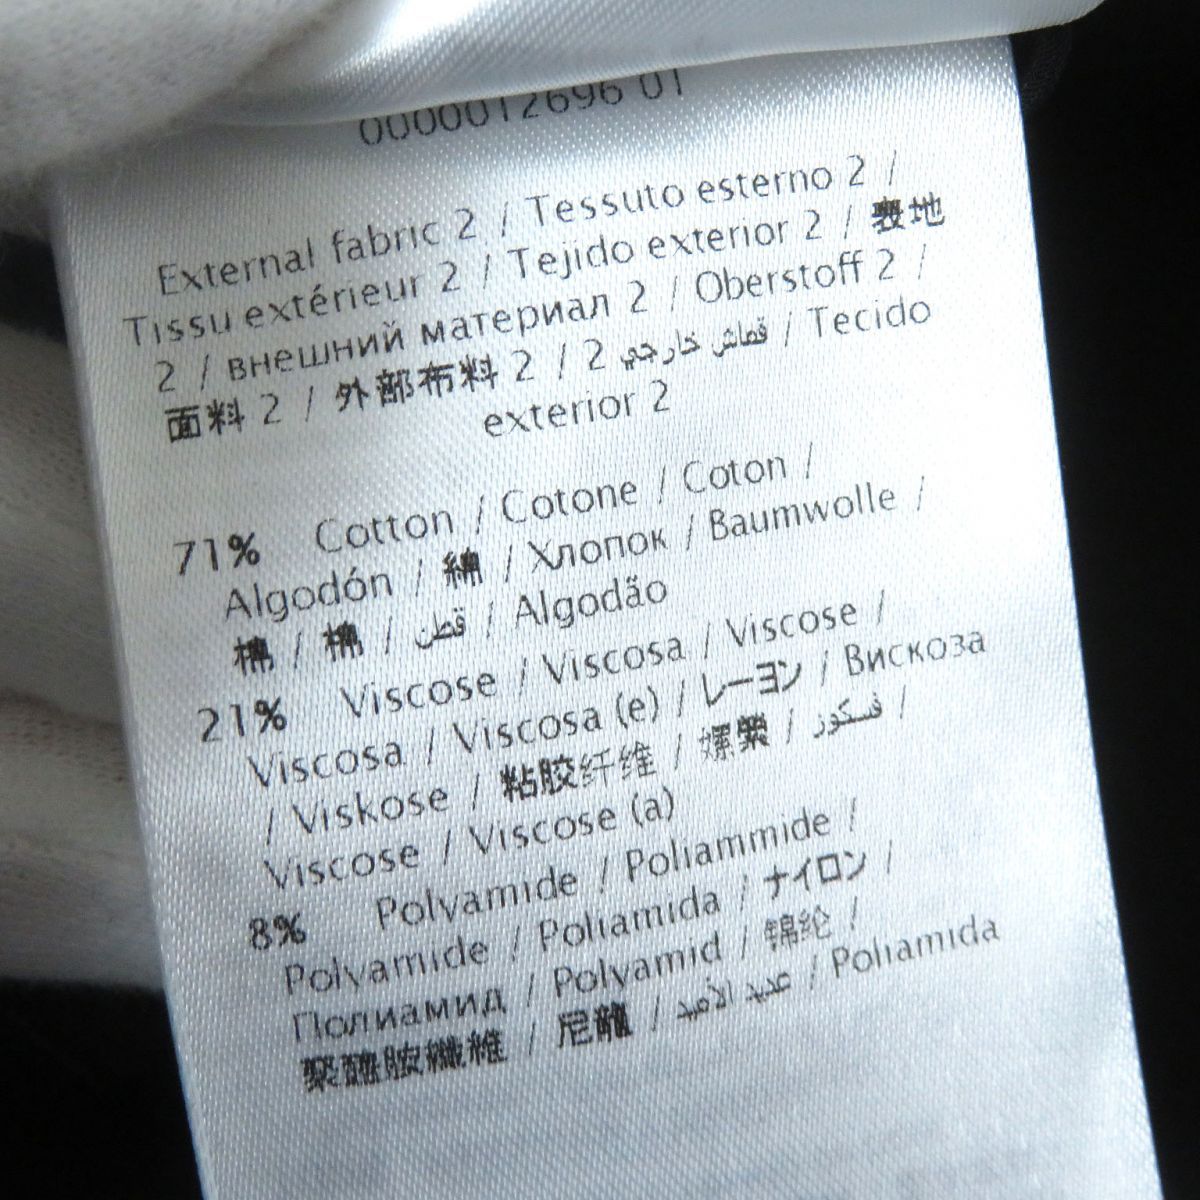 0000012696 01
External fabric 2 / Tessuto esterno 2 /
Tissu extérieur 2 / Tejido exterior 2 / 表地
2 / внешний материал 2 / Oberstoff 2 /
面料 2 / 外部布料 2 / 2 قماش خارجي / Tecido
exterior 2
71% Cotton / Cotone / Coton /
Algodón / 綿 / Хлопок / Baumwolle /
棉 / 棉 / قطن / Algodão
21% Viscose / Viscosa / Viscose /
Viscosa / Viscosa (e) / レーヨン / Вискоза
/ Viskose / 粘胶纤维 / 嫘縈 / فسكوز /
Viscose / Viscose (a)
8% Polyamide / Poliammide /
Polyamide / Poliamida / ナイロン /
Полиамид / Polyamid / 锦纶 /
聚醯胺纖維 / 尼龍 / عديد الأميد / Poliamida